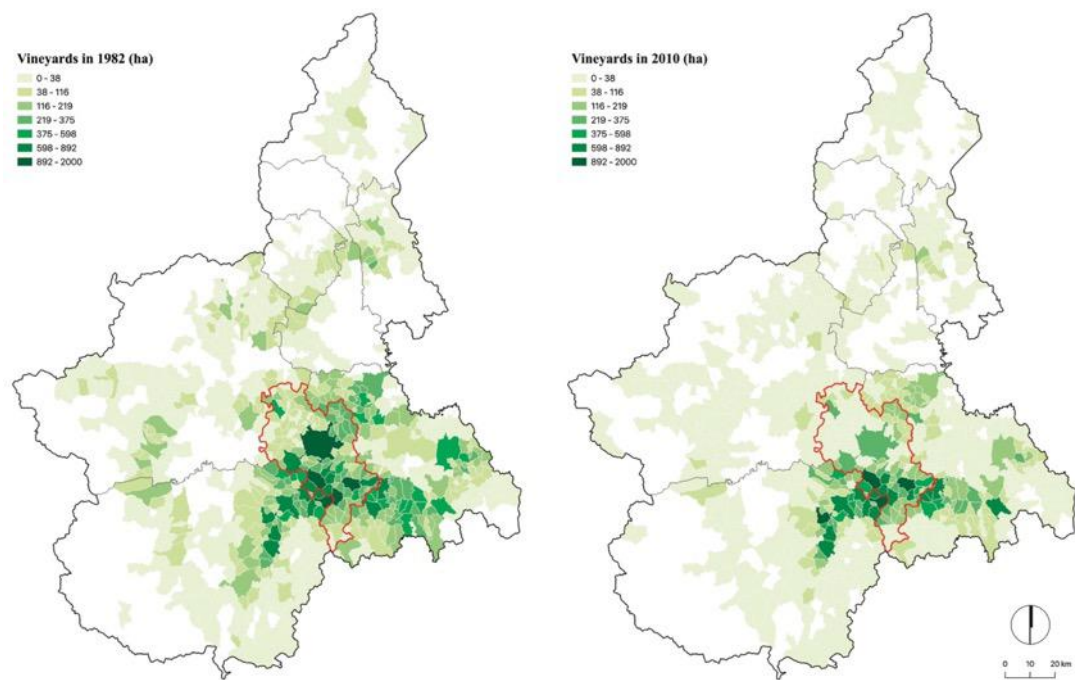 Vineyards in 1982 (ha)
0 - 38
38 - 116
116 - 219
219 - 375
375 - 598
598 - 892
892 - 2000
Vineyards in 2010 (ha)
0 - 38
38 - 116
116 - 219
219 - 375
375 - 598
598 - 892
892 - 2000
0 10 20 km